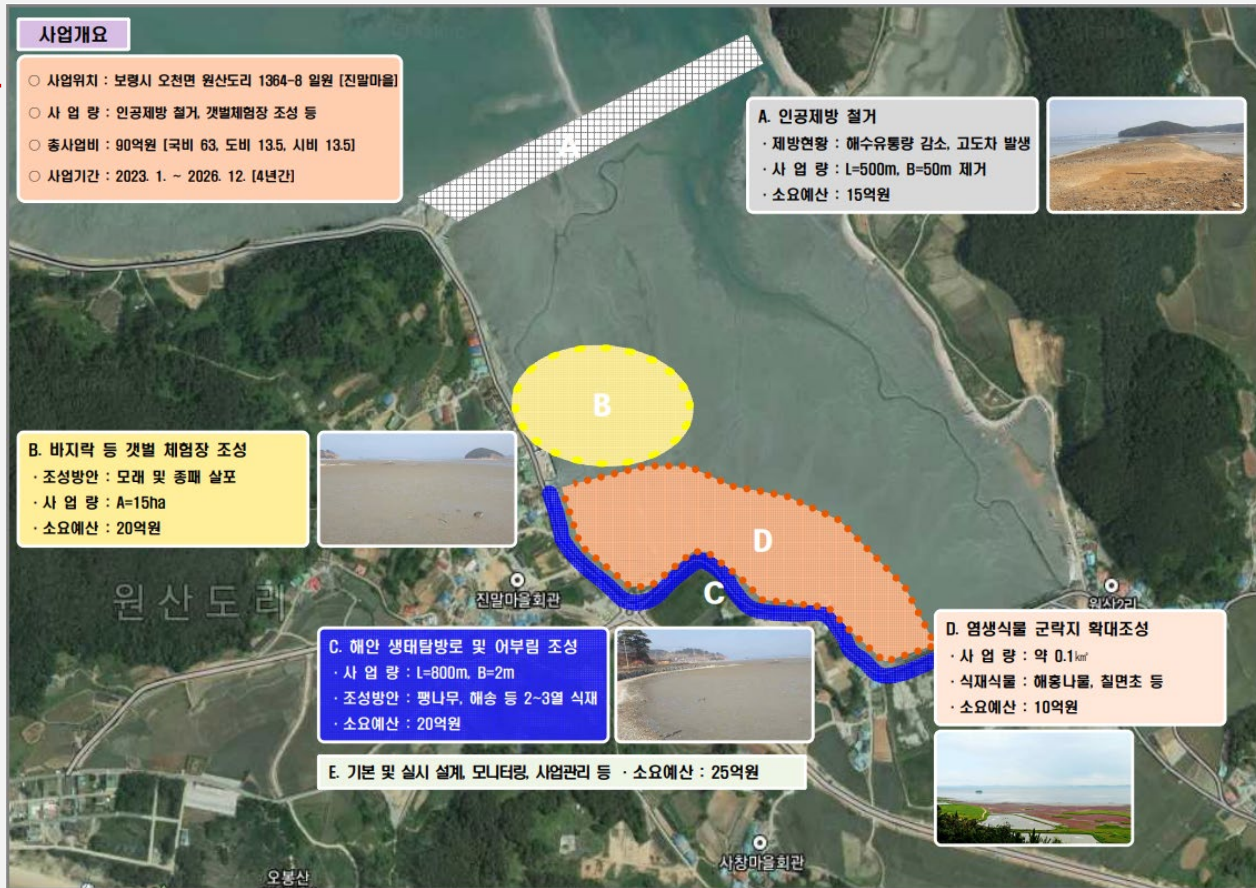 사업개요
○ 사업위치 : 보령시 오천면 원산도리 1364-8 일원 [진말마을]
○ 사 업 량 : 인공제방 철거, 갯벌체험장 조성 등
○ 총사업비 : 90억원 [국비 63, 도비 13.5, 시비 13.5]
○ 사업기간 : 2023. 1. ~ 2026. 12. [4년간]
A
A. 인공제방 철거
· 제방현황 : 해수유통량 감소, 고도차 발생
· 사 업 량 : L=500m, B=50m 제거
· 소요예산 : 15억원
B
B. 바지락 등 갯벌 체험장 조성
· 조성방안 : 모래 및 종패 살포
· 사 업 량 : A=15ha
· 소요예산 : 20억원
D
C
원산도리
진말마을회관
원산2리
C. 해안 생태탐방로 및 어부림 조성
· 사 업 량 : L=800m, B=2m
· 조성방안 : 팽나무, 해송 등 2~3열 식재
· 소요예산 : 20억원
D. 염생식물 군락지 확대조성
· 사 업 량 : 약 0.1㎢
· 식재식물 : 해홍나물, 칠면초 등
· 소요예산 : 10억원
E. 기본 및 실시 설계, 모니터링, 사업관리 등 · 소요예산 : 25억원
사창마을회관
오봉산